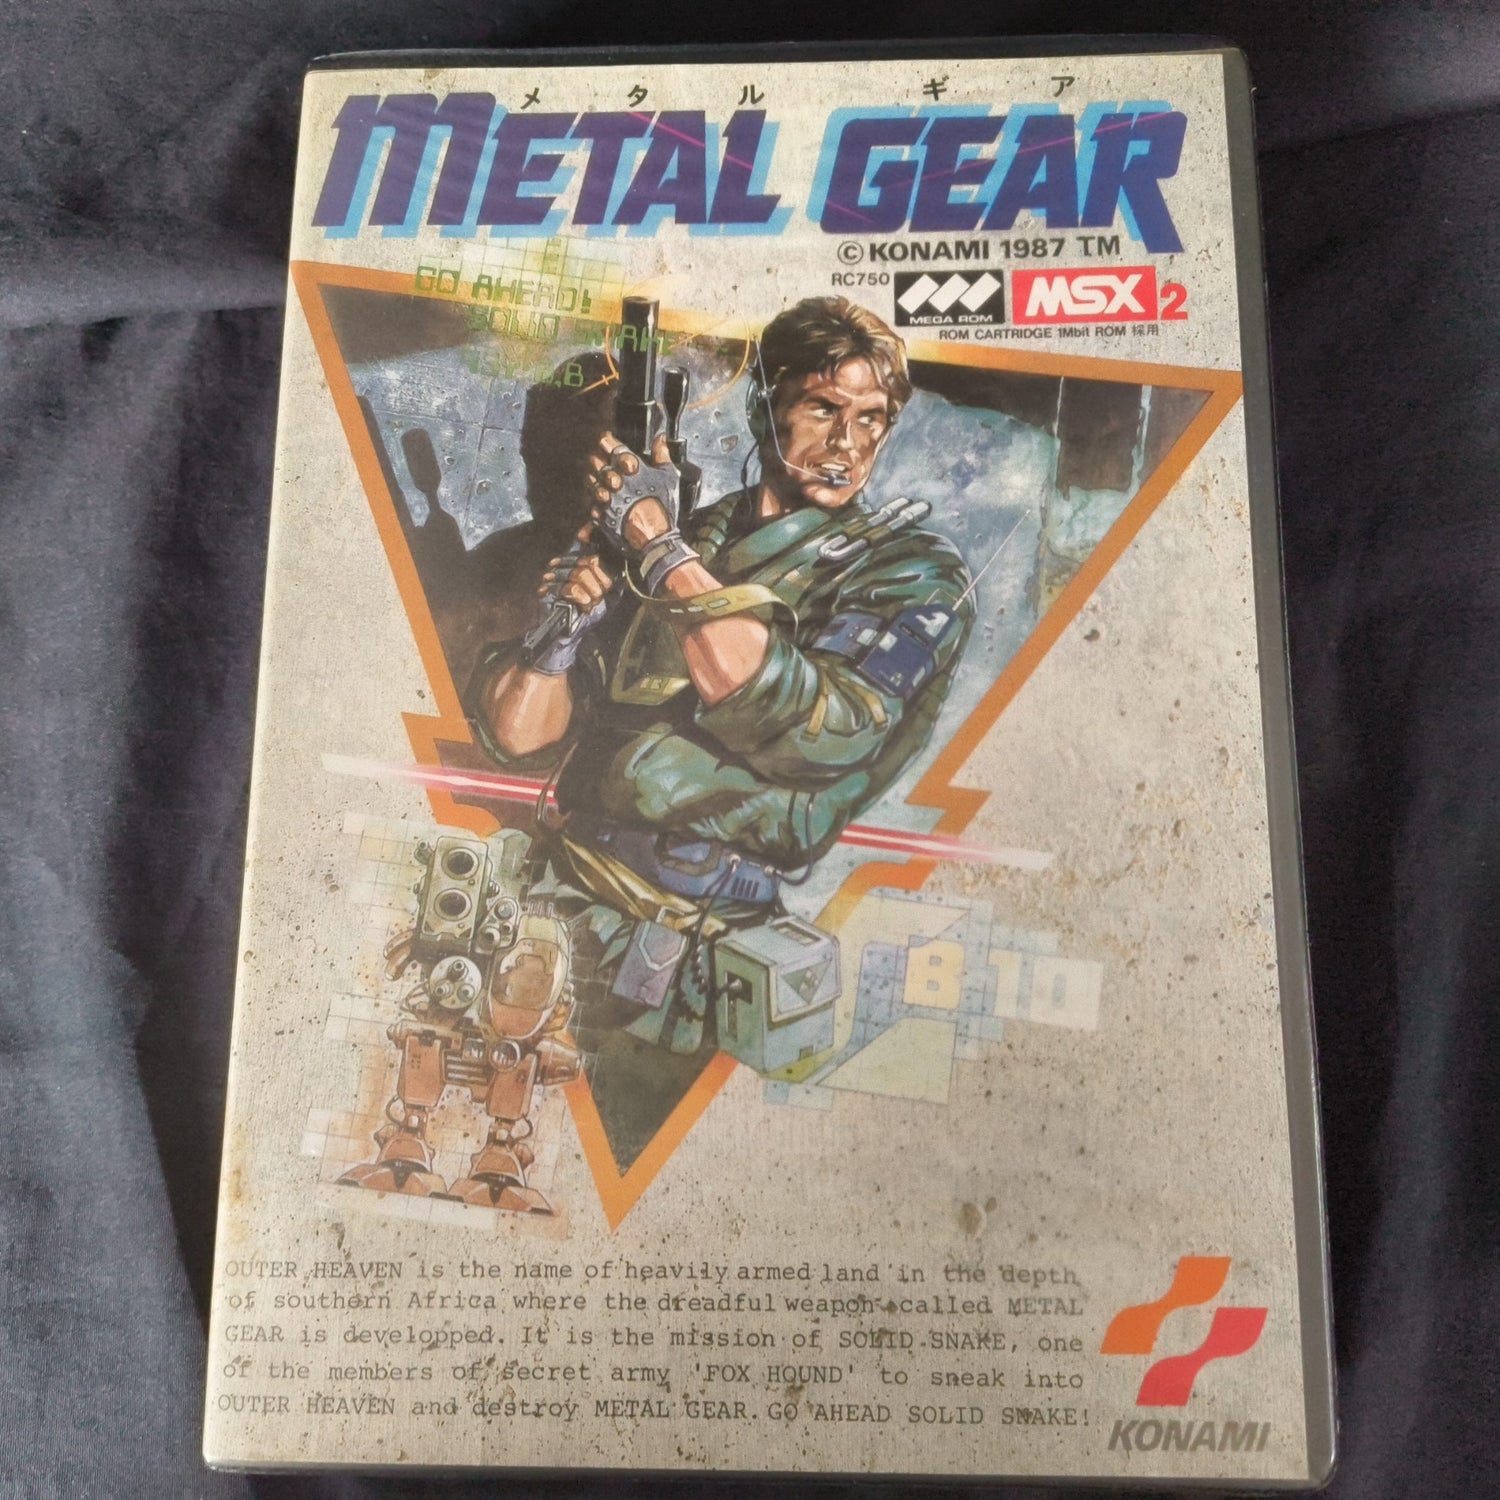 メタル ギア
METAL GEAR
© KONAMI 1987 TM
RC750 MEGA ROM MSX 2
ROM CARTRIDGE 1Mbit ROM 採用
GO AHEAD!
SOLID SNAKE
B 10
OUTER HEAVEN is the name of heavily armed land in the depth
of southern Africa where the dreadful weapon called METAL
GEAR is developped. It is the mission of SOLID SNAKE, one
of the members of secret army 'FOX HOUND' to sneak into
OUTER HEAVEN and destroy METAL GEAR. GO AHEAD SOLID SNAKE!
KONAMI